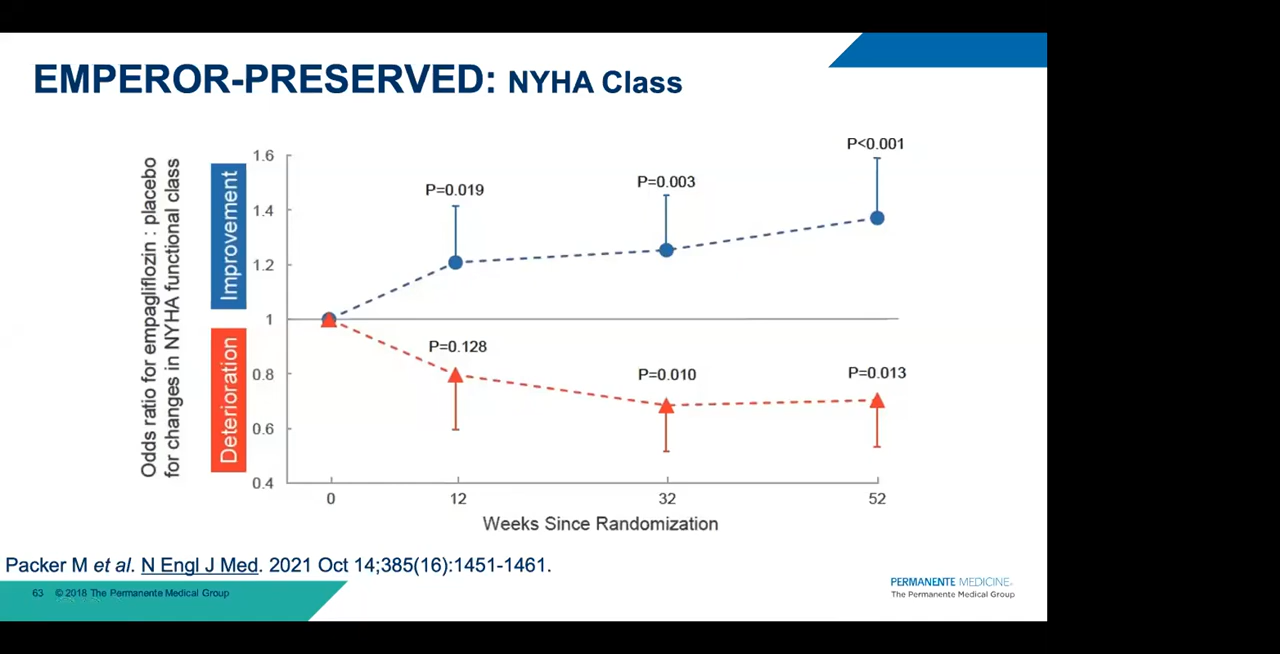 EMPEROR-PRESERVED: NYHA Class
Odds ratio for empagliflozin : placebo
for changes in NYHA functional class
Improvement
Deterioration
1.6
1.4
1.2
1
0.8
0.6
0.4
P=0.019
P=0.003
P<0.001
P=0.128
P=0.010
P=0.013
0
12
32
52
Weeks Since Randomization
Packer M et al. N Engl J Med. 2021 Oct 14;385(16):1451-1461.
63 © 2018 The Permanente Medical Group
PERMANENTE MEDICINE
The Permanente Medical Group